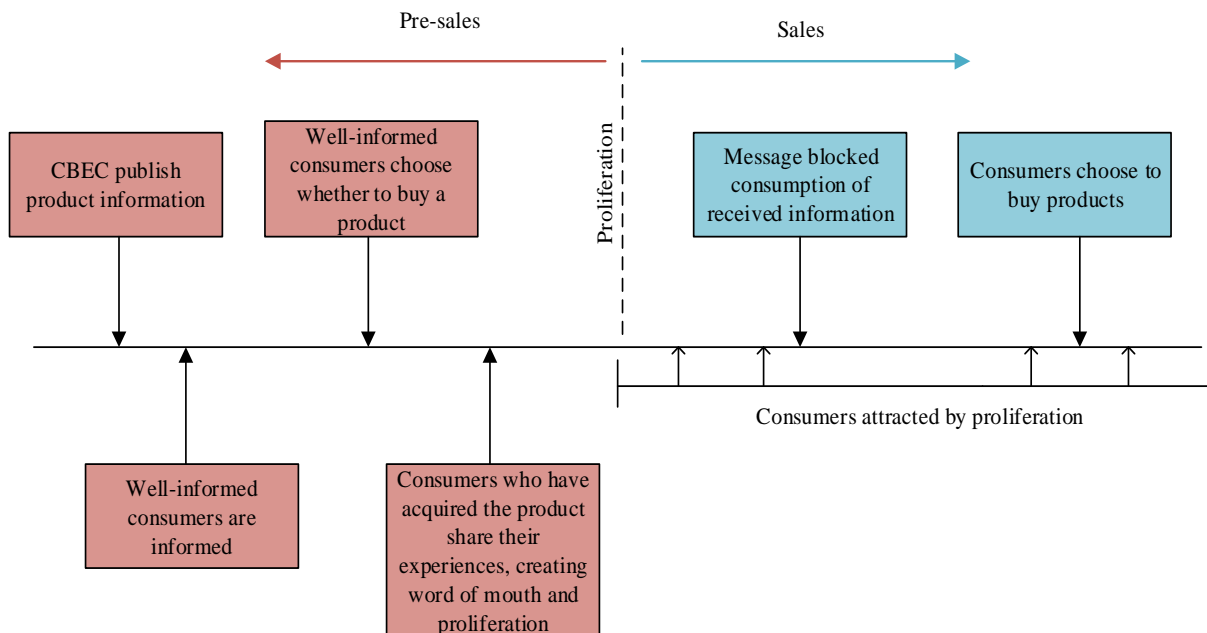 Pre-sales
Sales
Proliferation
CBEC publish
product information
Well-informed
consumers choose
whether to buy a
product
Message blocked
consumption of
received information
Consumers choose to
buy products
Consumers attracted by proliferation
Well-informed
consumers are
informed
Consumers who have
acquired the product
share their
experiences, creating
word of mouth and
proliferation